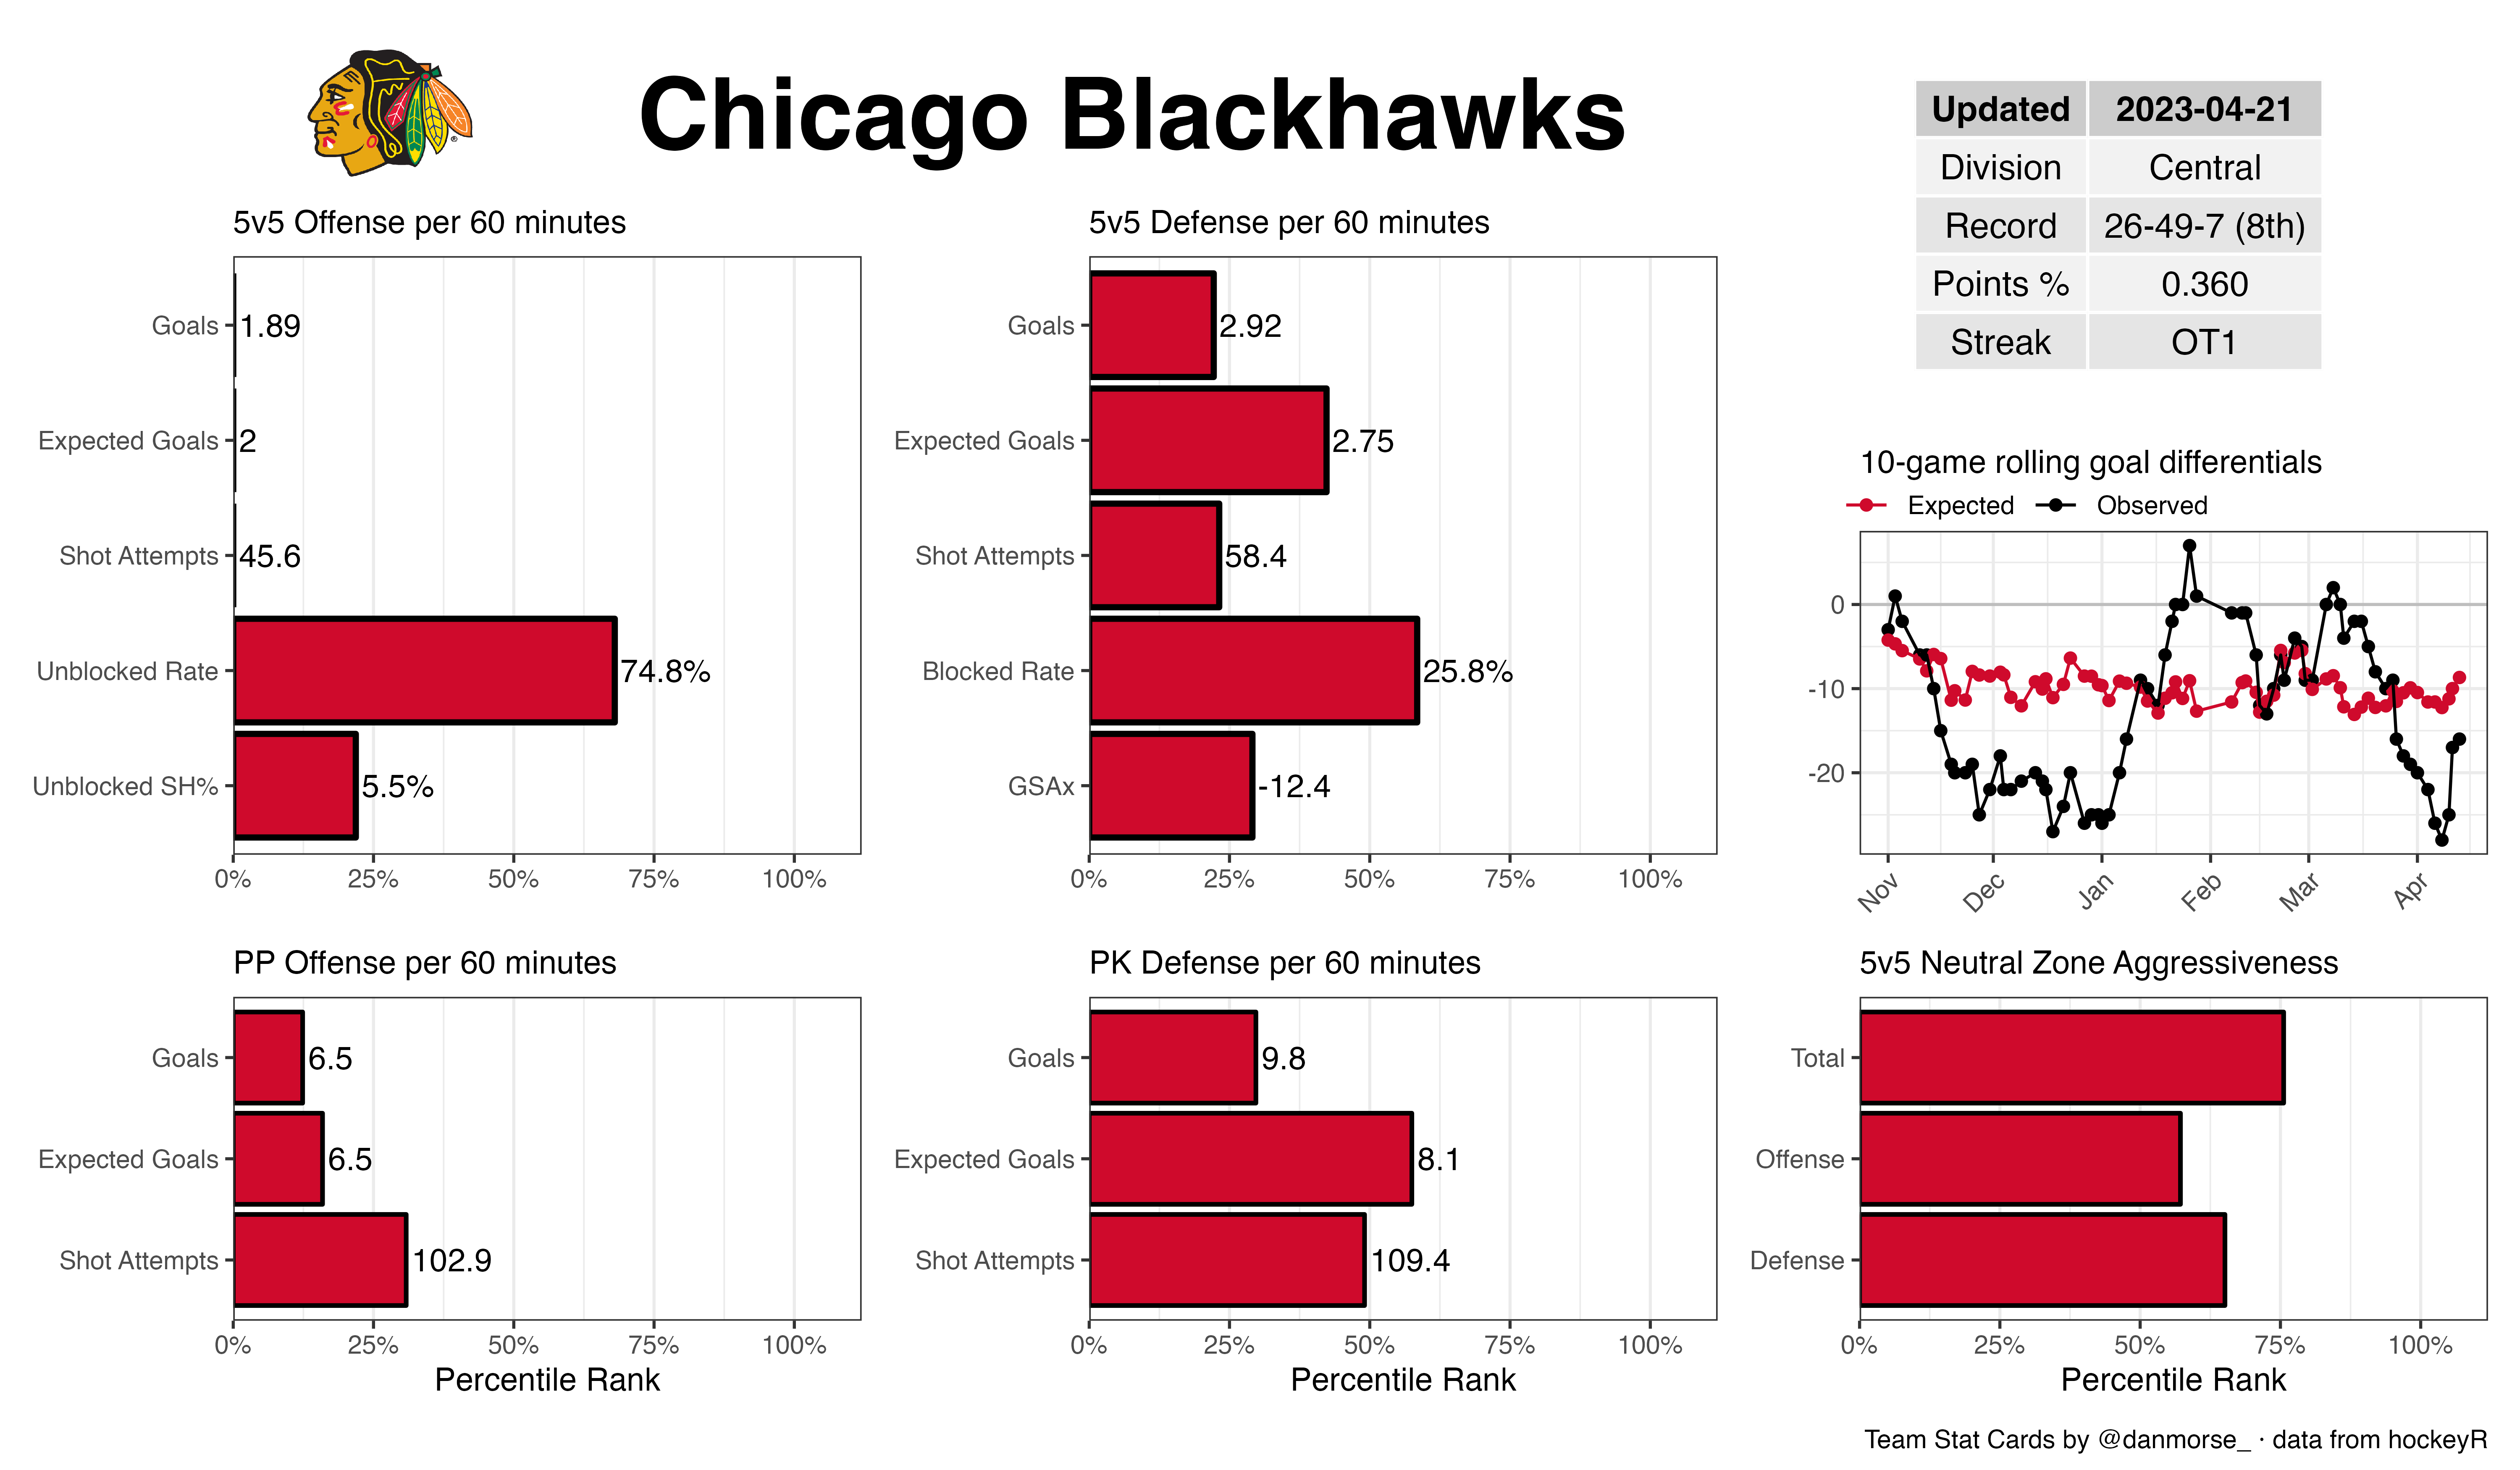 Chicago Blackhawks
Updated 2023-04-21
Division Central
Record 26-49-7 (8th)
Points % 0.360
Streak OT1
5v5 Offense per 60 minutes
Goals 1.89
Expected Goals 2
Shot Attempts 45.6
Unblocked Rate 74.8%
Unblocked SH% 5.5%
0% 25% 50% 75% 100%
5v5 Defense per 60 minutes
Goals 2.92
Expected Goals 2.75
Shot Attempts 58.4
Blocked Rate 25.8%
GSAx -12.4
0% 25% 50% 75% 100%
10-game rolling goal differentials
Expected Observed
0
-10
-20
Nov Dec Jan Feb Mar Apr
PP Offense per 60 minutes
Goals 6.5
Expected Goals 6.5
Shot Attempts 102.9
0% 25% 50% 75% 100%
Percentile Rank
PK Defense per 60 minutes
Goals 9.8
Expected Goals 8.1
Shot Attempts 109.4
0% 25% 50% 75% 100%
Percentile Rank
5v5 Neutral Zone Aggressiveness
Total
Offense
Defense
0% 25% 50% 75% 100%
Percentile Rank
Team Stat Cards by @danmorse_ · data from hockeyR